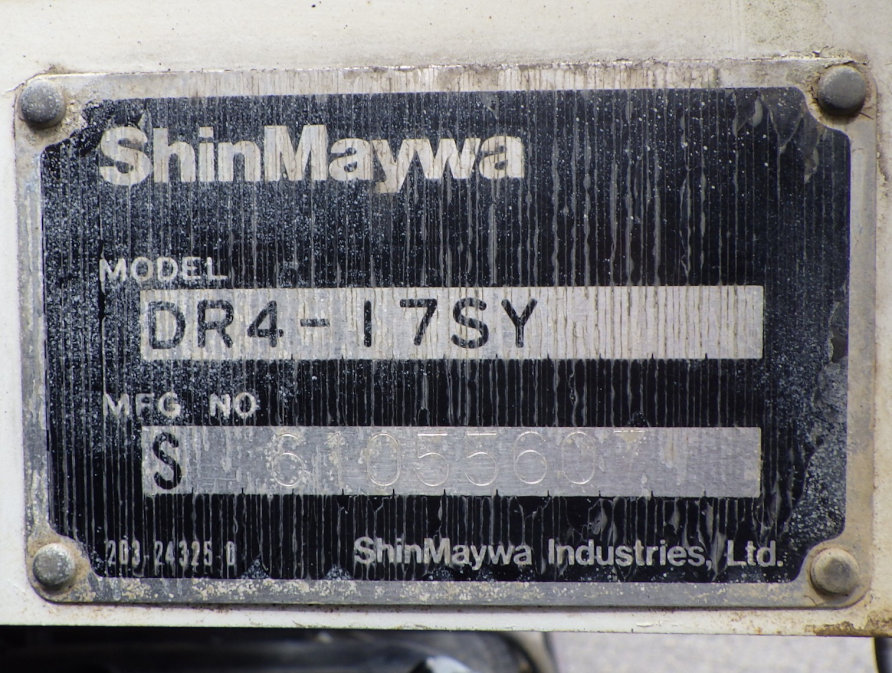 ShinMaywa
MODEL
DR4-17SY
MFG NO
S
203-24325-0
ShinMaywa Industries, Ltd.